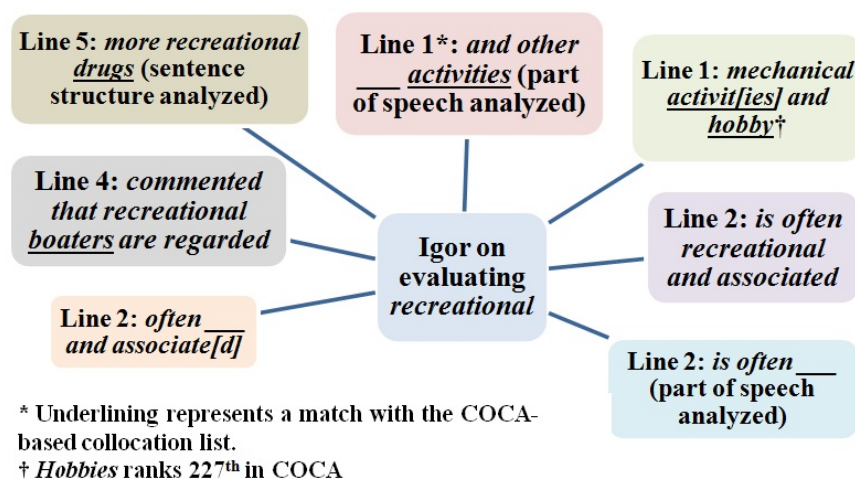 Line 5: more recreational
drugs (sentence
structure analyzed)
Line 1*: and other
___ activities (part
of speech analyzed)
Line 1: mechanical
activit[ies] and
hobby†
Line 4: commented
that recreational
boaters are regarded
Igor on
evaluating
recreational
Line 2: is often
recreational
and associated
Line 2: often ___
and associate[d]
Line 2: is often ___
(part of speech
analyzed)
* Underlining represents a match with the COCA-
based collocation list.
† Hobbies ranks 227th in COCA